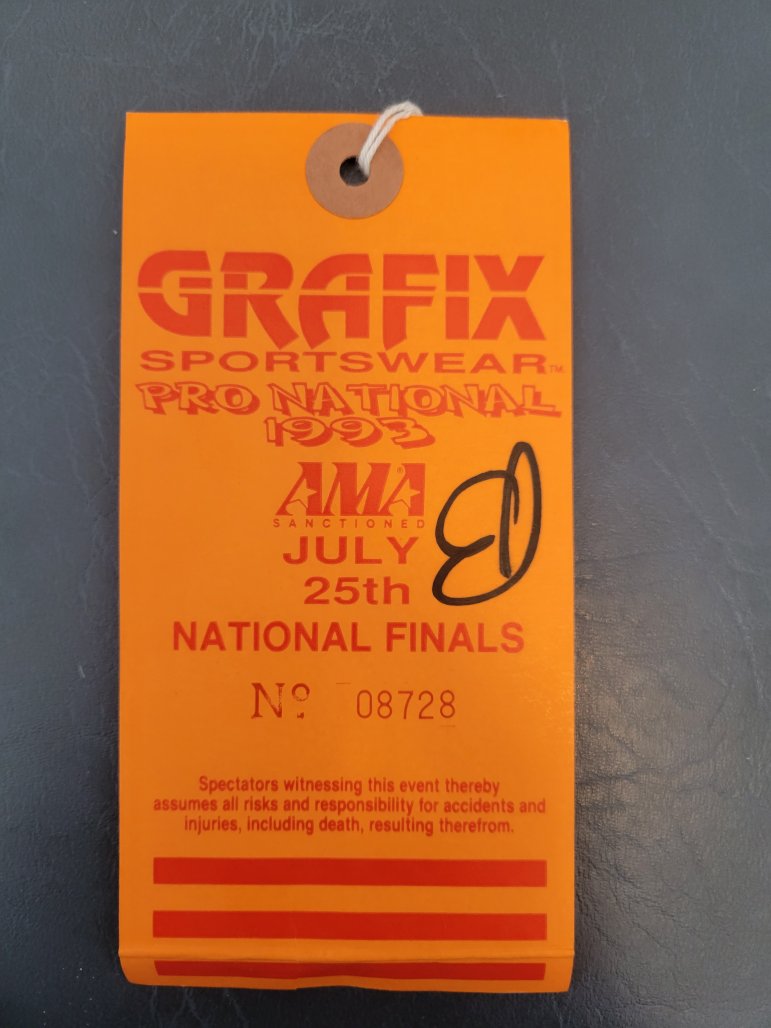 GRAFIX
SPORTSWEAR™
PRO NATIONAL
1993
AMA®
SANCTIONED
JULY
25th
NATIONAL FINALS
Nº 08728
Spectators witnessing this event thereby
assumes all risks and responsibility for accidents and
injuries, including death, resulting therefrom.